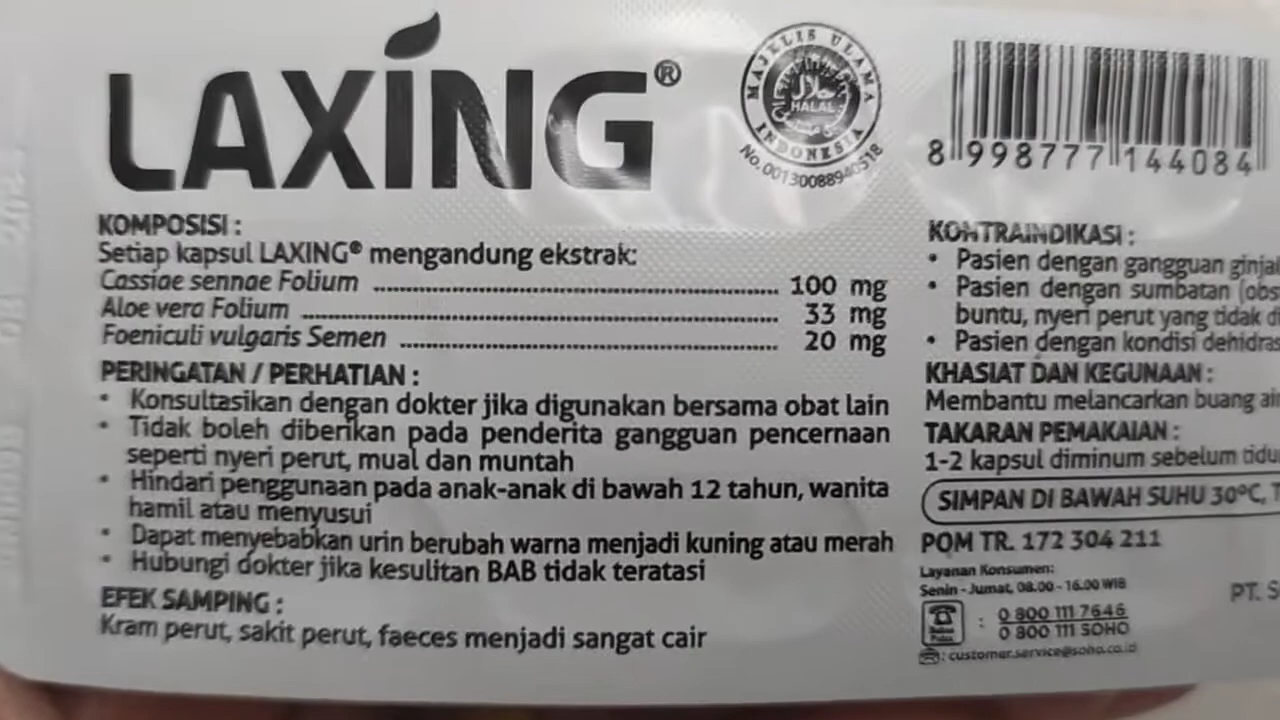 LAXING®
MAJELIS ULAMA
HALAL
INDONESIA
8 998777 144084
KOMPOSISI :
Setiap kapsul LAXING® mengandung ekstrak:
Cassiae sennae Folium ........ 100 mg
Aloe vera Folium ........ 33 mg
Foeniculi vulgaris Semen ........ 20 mg
PERINGATAN / PERHATIAN :
• Konsultasikan dengan dokter jika digunakan bersama obat lain
• Tidak boleh diberikan pada penderita gangguan pencernaan
seperti nyeri perut, mual dan muntah
• Hindari penggunaan pada anak-anak di bawah 12 tahun, wanita
hamil atau menyusui
• Dapat menyebabkan urin berubah warna menjadi kuning atau merah
• Hubungi dokter jika kesulitan BAB tidak teratasi
EFEK SAMPING :
Kram perut, sakit perut, faeces menjadi sangat cair
KONTRAINDIKASI :
• Pasien dengan gangguan
• Pasien dengan sumbatan
buntu, nyeri perut yang tidak
• Pasien dengan kondisi
KHASIAT DAN KEGUNAAN :
Membantu melancarkan buang
TAKARAN PEMAKAIAN :
1-2 kapsul diminum sebelum
SIMPAN DI BAWAH SUHU 30°C,
POM TR. 172 304 211
Layanan Konsumen:
Senin - Jumat, 08.00 - 16.00 WIB
: 0 800 111 7646
0 800 111 SOHO
: customer.service@soho.co.id
PT.